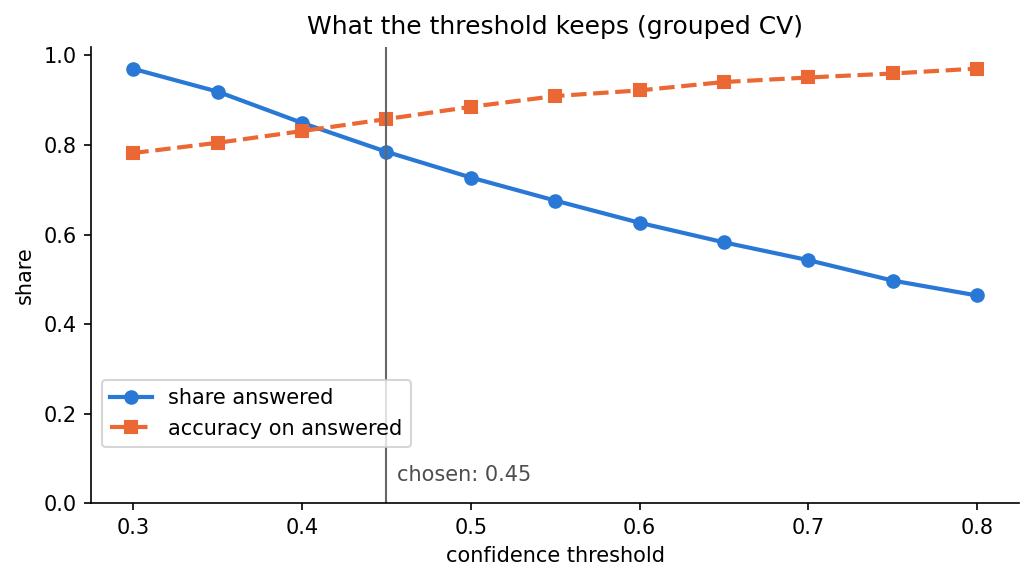 What the threshold keeps (grouped CV)
share
1.0
0.8
0.6
0.4
0.2
0.0
share answered
accuracy on answered
chosen: 0.45
0.3 0.4 0.5 0.6 0.7 0.8
confidence threshold